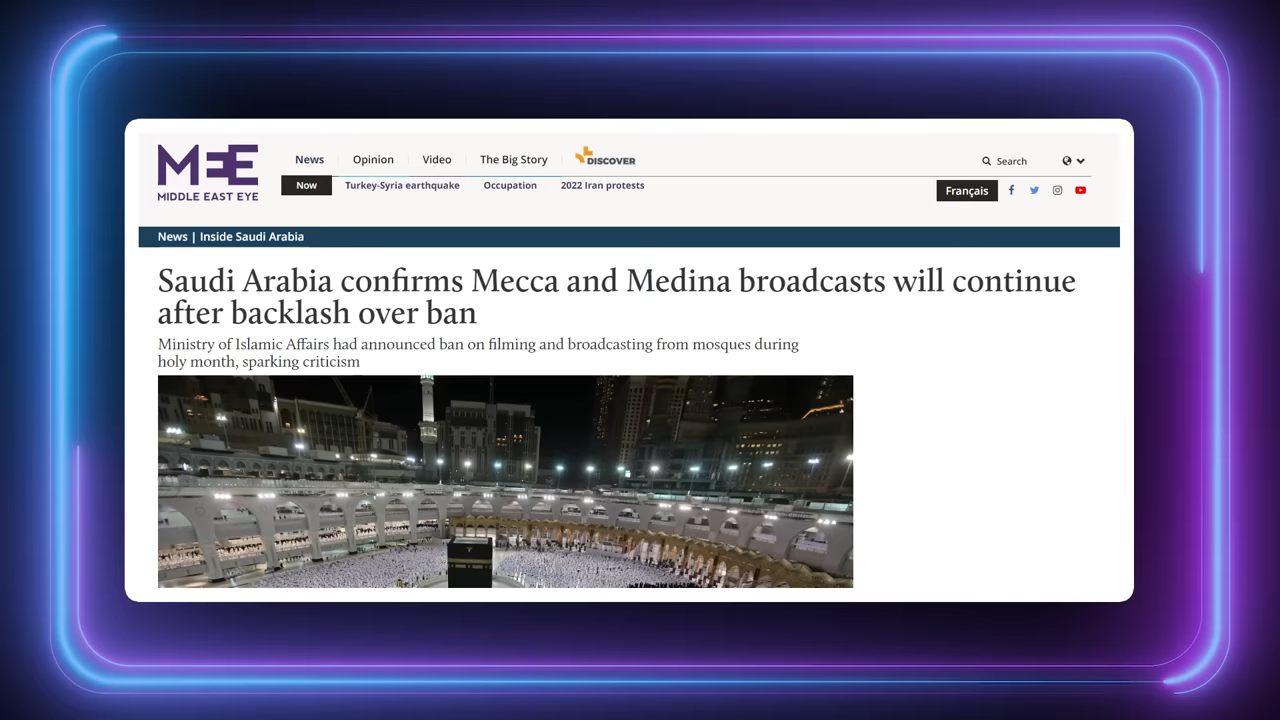 MEE
MIDDLE EAST EYE
News Opinion Video The Big Story DISCOVER
Search
Now Turkey-Syria earthquake Occupation 2022 Iran protests
Français
News | Inside Saudi Arabia
Saudi Arabia confirms Mecca and Medina broadcasts will continue
after backlash over ban
Ministry of Islamic Affairs had announced ban on filming and broadcasting from mosques during
holy month, sparking criticism